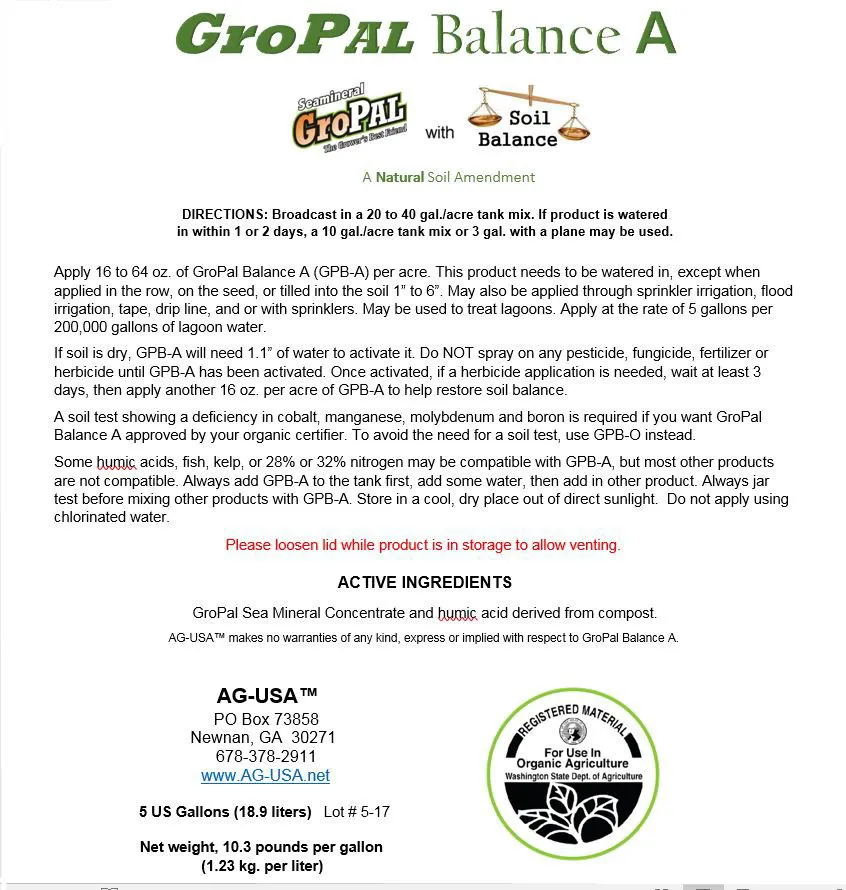 GroPal Balance A
Seamineral
GroPAL
The Grower's Best Friend
with
Soil
Balance
A Natural Soil Amendment
DIRECTIONS: Broadcast in a 20 to 40 gal./acre tank mix. If product is watered
in within 1 or 2 days, a 10 gal./acre tank mix or 3 gal. with a plane may be used.
Apply 16 to 64 oz. of GroPal Balance A (GPB-A) per acre. This product needs to be watered in, except when
applied in the row, on the seed, or tilled into the soil 1” to 6”. May also be applied through sprinkler irrigation, flood
irrigation, tape, drip line, and or with sprinklers. May be used to treat lagoons. Apply at the rate of 5 gallons per
200,000 gallons of lagoon water.
If soil is dry, GPB-A will need 1.1” of water to activate it. Do NOT spray on any pesticide, fungicide, fertilizer or
herbicide until GPB-A has been activated. Once activated, if a herbicide application is needed, wait at least 3
days, then apply another 16 oz. per acre of GPB-A to help restore soil balance.
A soil test showing a deficiency in cobalt, manganese, molybdenum and boron is required if you want GroPal
Balance A approved by your organic certifier. To avoid the need for a soil test, use GPB-O instead.
Some humic acids, fish, kelp, or 28% or 32% nitrogen may be compatible with GPB-A, but most other products
are not compatible. Always add GPB-A to the tank first, add some water, then add in other product. Always jar
test before mixing other products with GPB-A. Store in a cool, dry place out of direct sunlight.  Do not apply using
chlorinated water.
Please loosen lid while product is in storage to allow venting.
ACTIVE INGREDIENTS
GroPal Sea Mineral Concentrate and humic acid derived from compost.
AG-USA™ makes no warranties of any kind, express or implied with respect to GroPal Balance A.
AG-USA™
PO Box 73858
Newnan, GA  30271
678-378-2911
www.AG-USA.net
5 US Gallons (18.9 liters)   Lot # 5-17
Net weight, 10.3 pounds per gallon
(1.23 kg. per liter)
REGISTERED MATERIAL
For Use In
Organic Agriculture
Washington State Dept. of Agriculture